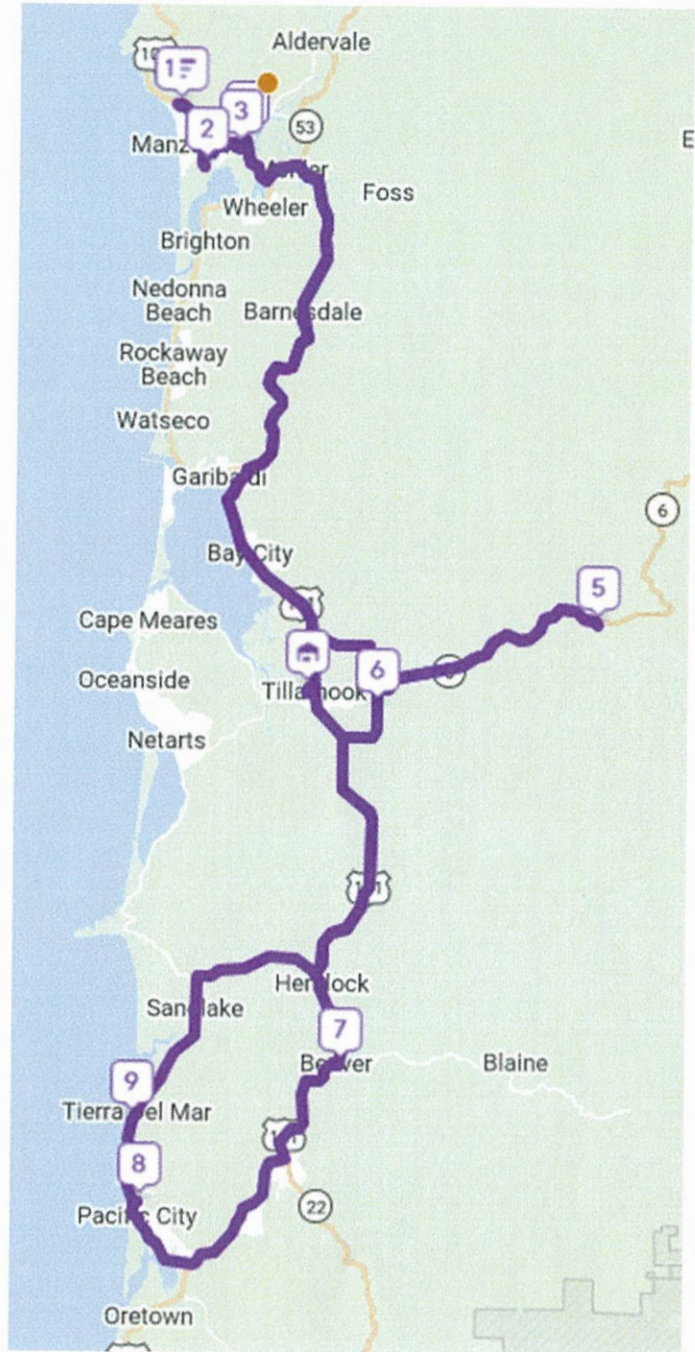 Aldervale
10
1
3
2
53
Manz
Foss
Wheeler
Brighton
Nedonna
Beach
Barnesdale
Rockaway
Beach
Watseco
Garibaldi
6
Bay City
5
Cape Meares
6
Oceanside
Tillamook
Netarts
Hemlock
Sandlake
7
Beaver
Blaine
9
Tierra Del Mar
8
22
Pacific City
Oretown
E